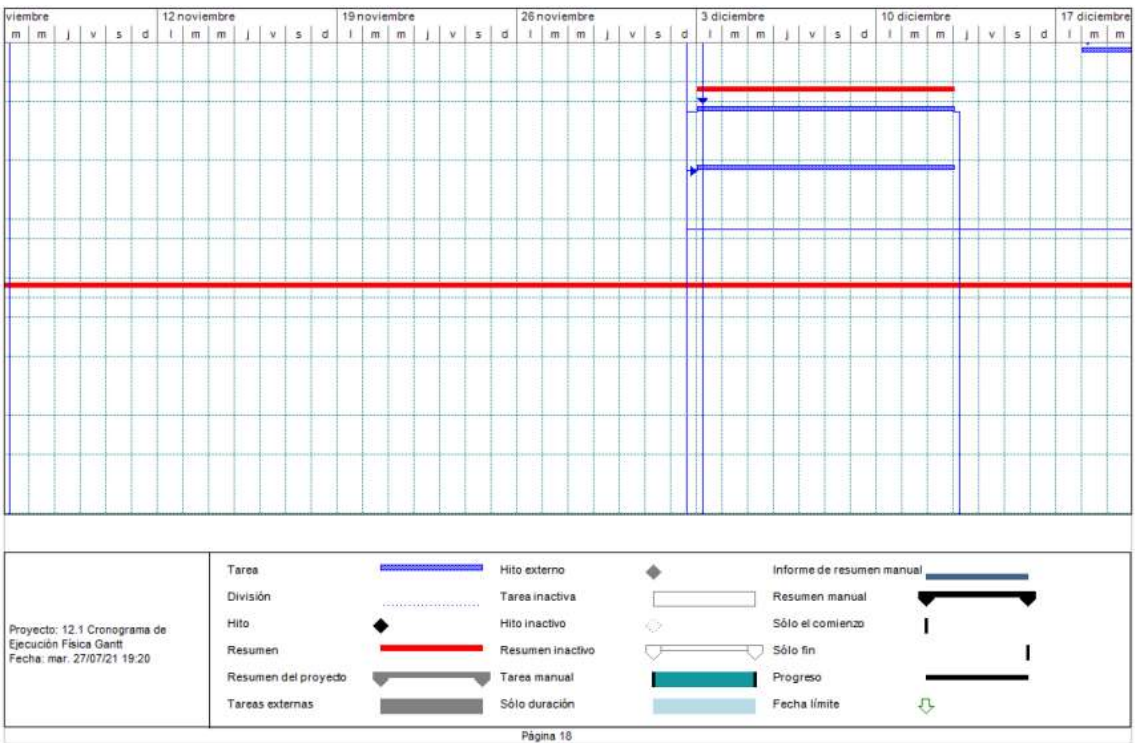 viembre 12 noviembre 19 noviembre 26 noviembre 3 diciembre 10 diciembre 17 diciembre
m m j v s d l m m j v s d l m m j v s d l m m j v s d l m m j v s d l m m j v s d l m m
Tarea Hito externo Informe de resumen manual
División Tarea inactiva Resumen manual
Hito Hito inactivo Sólo el comienzo
Proyecto: 12.1 Cronograma de
Ejecución Física Gantt
Fecha: mar. 27/07/21 19:20
Resumen Resumen inactivo Sólo fin
Resumen del proyecto Tarea manual Progreso
Tareas externas Sólo duración Fecha límite
Página 18